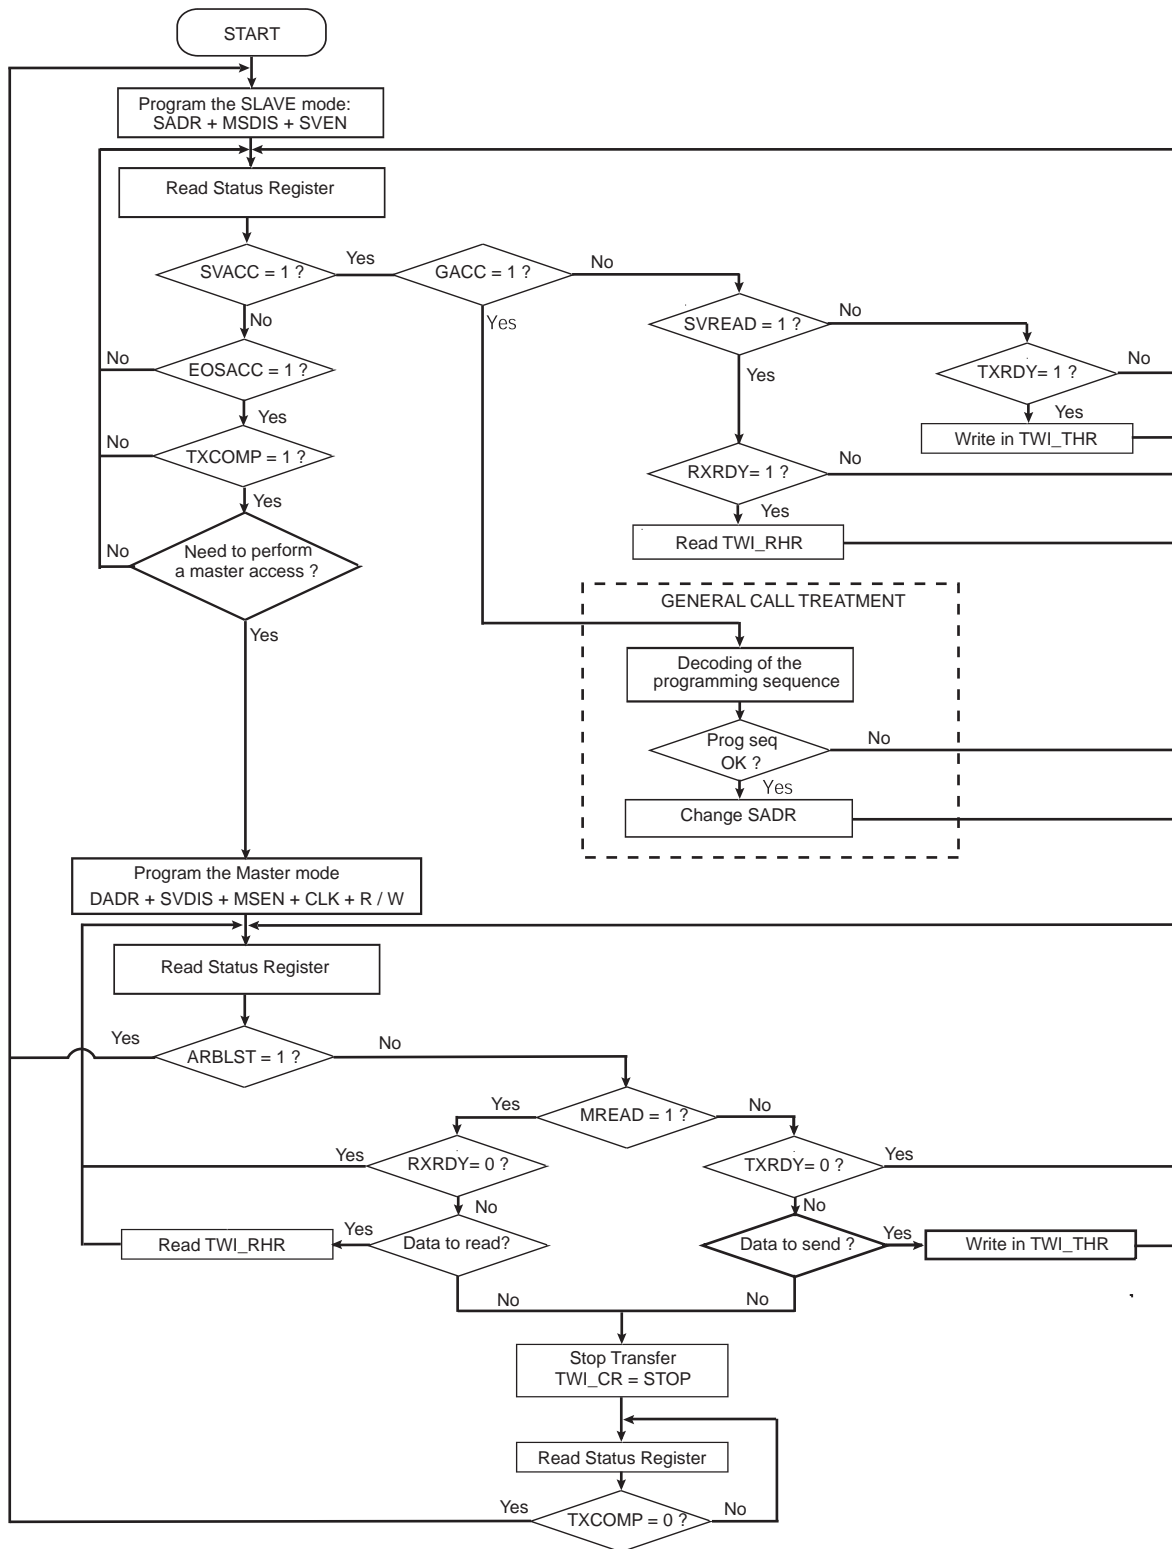 START
Program the SLAVE mode:
SADR + MSDIS + SVEN
Read Status Register
SVACC = 1 ?
Yes
GACC = 1 ?
No
No
Yes
SVREAD = 1 ?
No
Yes
TXRDY= 1 ?
No
Yes
Write in TWI_THR
No
EOSACC = 1 ?
Yes
No
TXCOMP = 1 ?
Yes
RXRDY= 1 ?
No
Yes
Read TWI_RHR
No
Need to perform
a master access ?
Yes
GENERAL CALL TREATMENT
Decoding of the
programming sequence
Prog seq
OK ?
No
Yes
Change SADR
Program the Master mode
DADR + SVDIS + MSEN + CLK + R / W
Read Status Register
Yes
ARBLST = 1 ?
No
Yes
MREAD = 1 ?
No
Yes
RXRDY= 0 ?
No
TXRDY= 0 ?
Yes
No
Read TWI_RHR
Yes
Data to read?
No
Data to send ?
Yes
Write in TWI_THR
No
Stop Transfer
TWI_CR = STOP
Read Status Register
Yes
TXCOMP = 0 ?
No